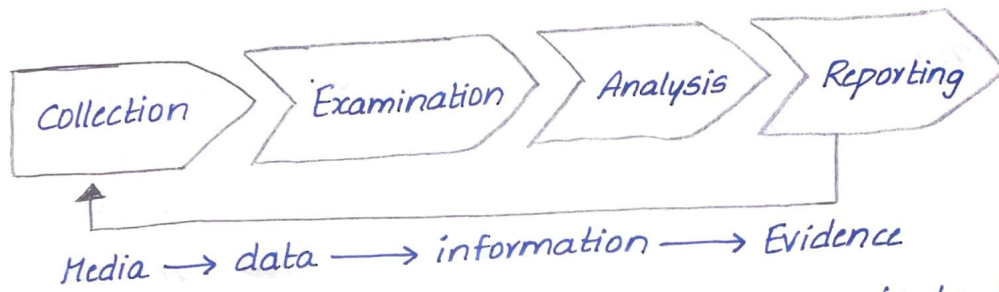 Collection Examination Analysis Reporting
Media → data → information → Evidence